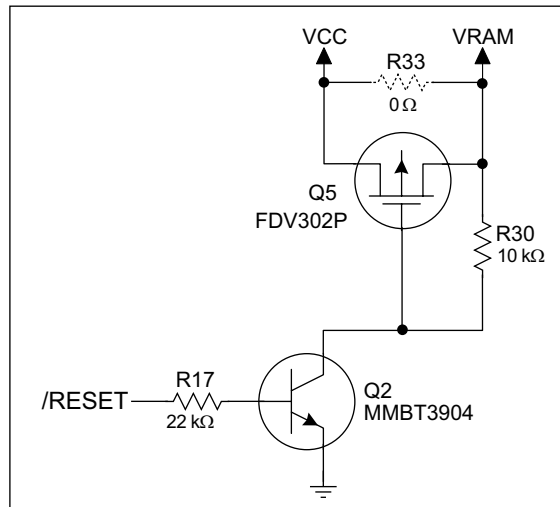 VCC
VRAM
R33
0 Ω
Q5
FDV302P
R30
10 kΩ
R17
/RESET
22 kΩ
Q2
MMBT3904